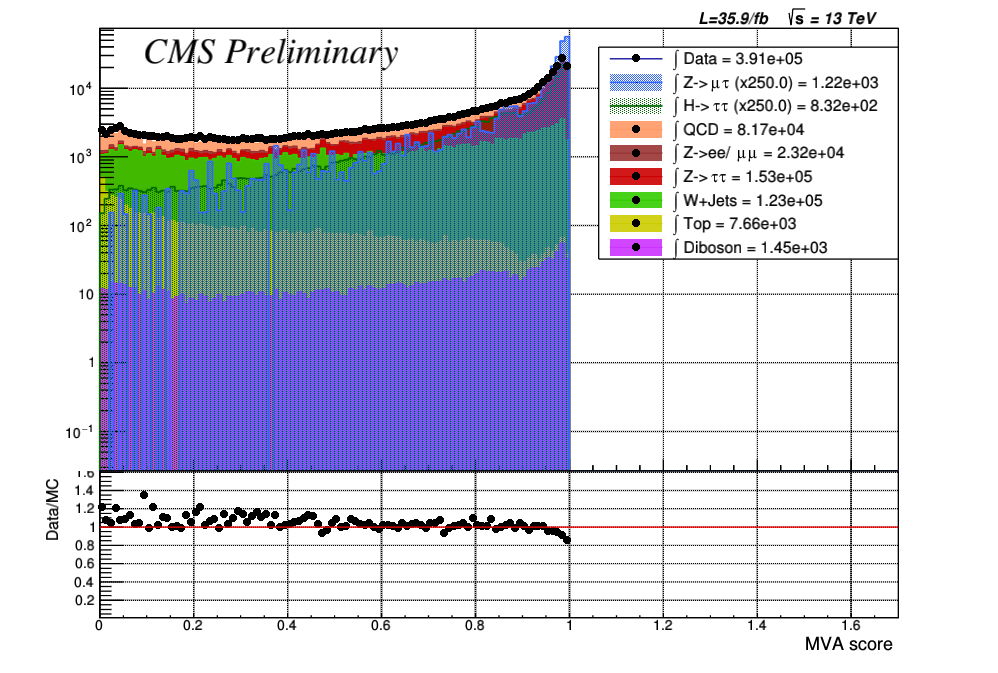 L=35.9/fb √s = 13 TeV
CMS Preliminary
∫ Data = 3.91e+05
∫ Z->μτ (x250.0) = 1.22e+03
∫ H->ττ (x250.0) = 8.32e+02
∫ QCD = 8.17e+04
∫ Z->ee/ μμ = 2.32e+04
∫ Z->ττ = 1.53e+05
∫ W+Jets = 1.23e+05
∫ Top = 7.66e+03
∫ Diboson = 1.45e+03
10⁴
10³
10²
10
1
10⁻¹
1.6
1.4
1.2
1
0.8
0.6
0.4
0.2
Data/MC
0 0.2 0.4 0.6 0.8 1 1.2 1.4 1.6
MVA score